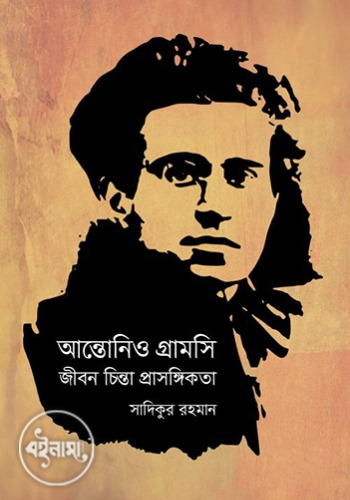 আন্তোনিও গ্রামসি
জীবন চিন্তা প্রাসঙ্গিকতা
সাদিকুর রহমান
বইনামা